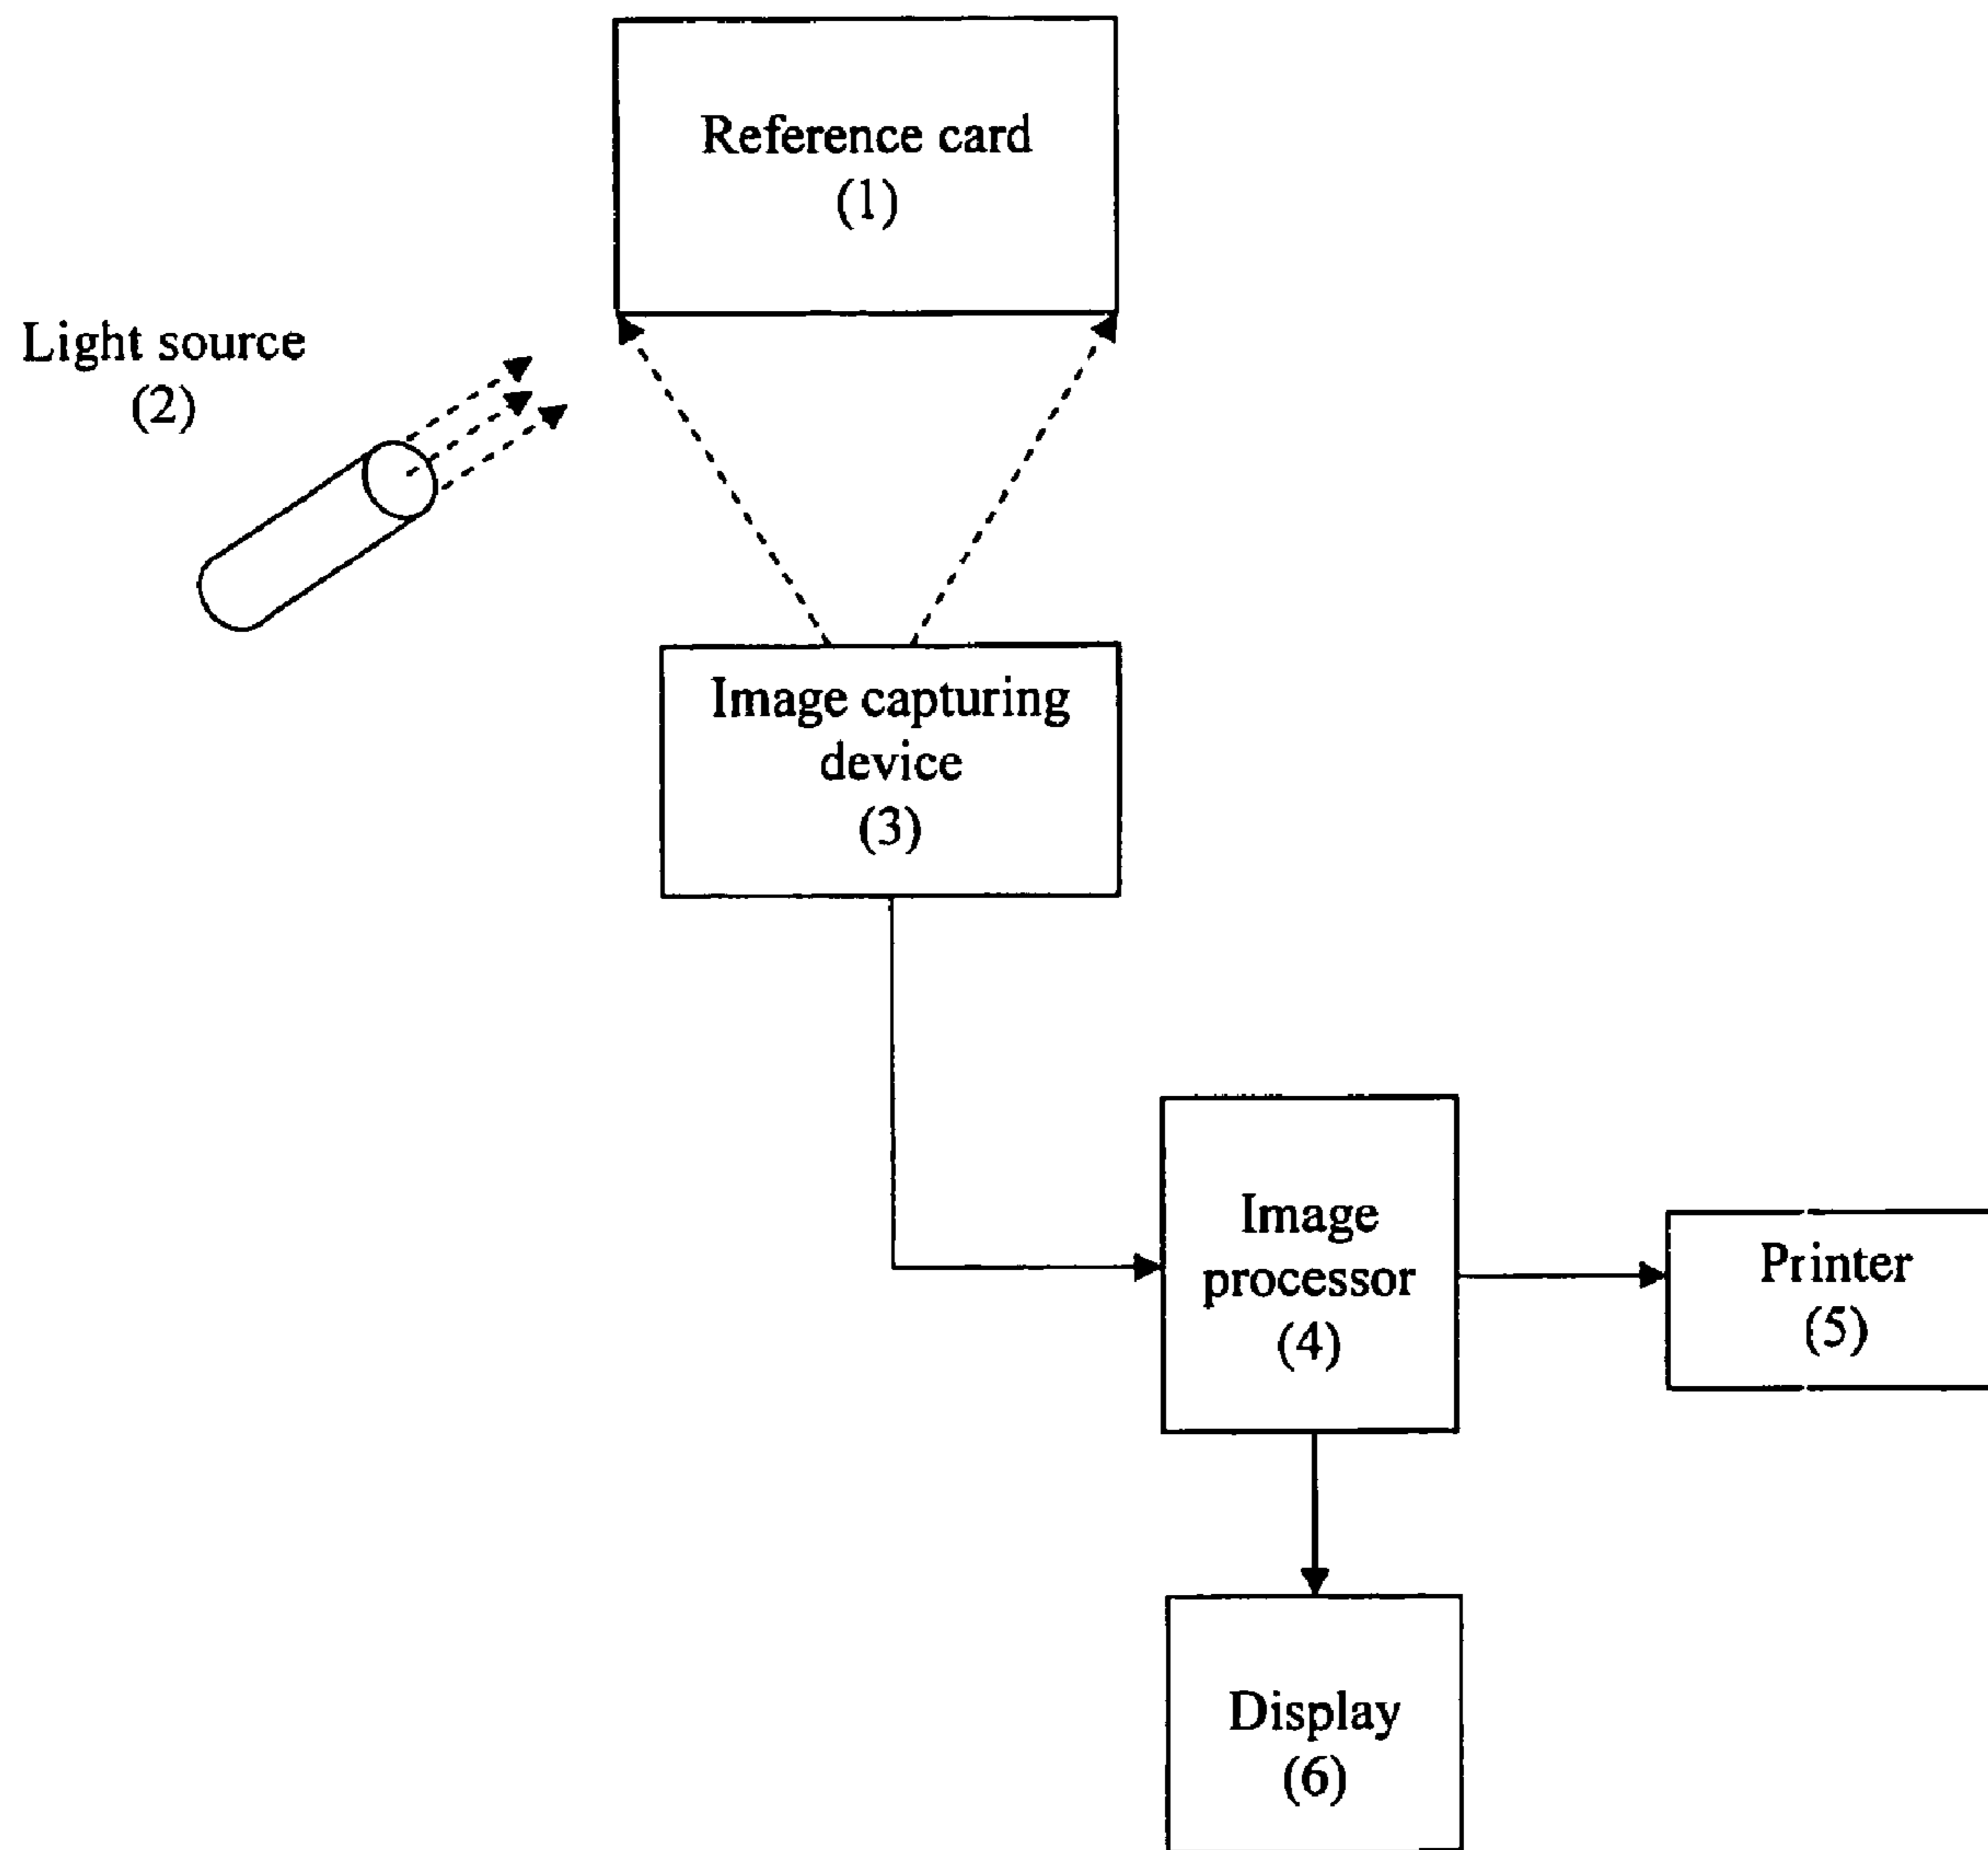 Reference card
(1)
Light source
(2)
Image capturing
device
(3)
Image
processor
(4)
Printer
(5)
Display
(6)